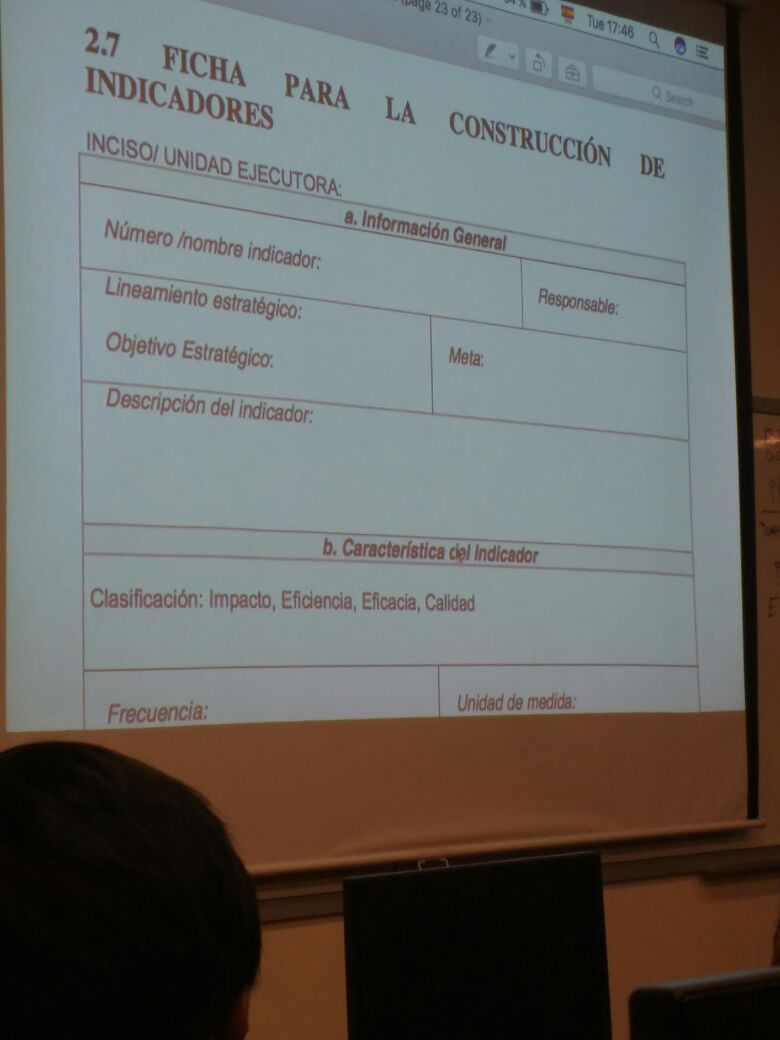 (page 23 of 23)
Tue 17:46
Search
2.7 FICHA PARA LA CONSTRUCCIÓN DE
INDICADORES
INCISO/ UNIDAD EJECUTORA:
a. Información General
Número /nombre indicador:
Responsable:
Lineamiento estratégico:
Objetivo Estratégico:
Meta:
Descripción del indicador:
b. Característica del Indicador
Clasificación: Impacto, Eficiencia, Eficacia, Calidad
Frecuencia:
Unidad de medida: